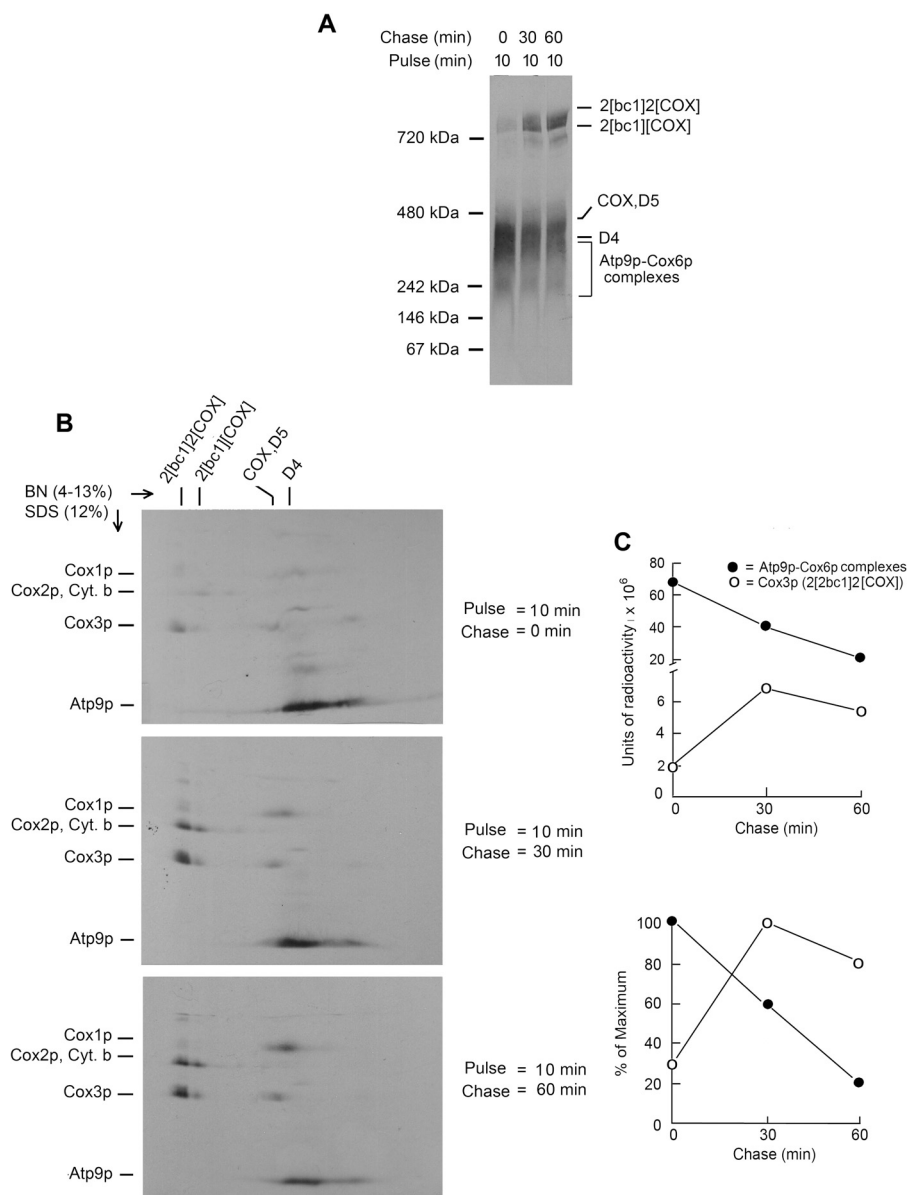 A
Chase (min) 0 30 60
Pulse (min) 10 10 10
2[bc1]2[COX]
2[bc1][COX]
720 kDa
COX,D5
480 kDa
D4
Atp9p-Cox6p
complexes
242 kDa
146 kDa
67 kDa
B
2[bc1]2[COX]
2[bc1][COX]
COX,D5
D4
BN (4-13%)
SDS (12%)
Cox1p
Cox2p, Cyt. b
Cox3p
Atp9p
Pulse = 10 min
Chase = 0 min
Cox1p
Cox2p, Cyt. b
Cox3p
Atp9p
Pulse = 10 min
Chase = 30 min
Cox1p
Cox2p, Cyt. b
Cox3p
Atp9p
Pulse = 10 min
Chase = 60 min
C
= Atp9p-Cox6p complexes
= Cox3p (2[2bc1]2[COX])
Units of radioactivity x 10⁶
80
60
40
20
6
4
2
0
0 30 60
Chase (min)
% of Maximum
100
80
60
40
20
0
0 30 60
Chase (min)